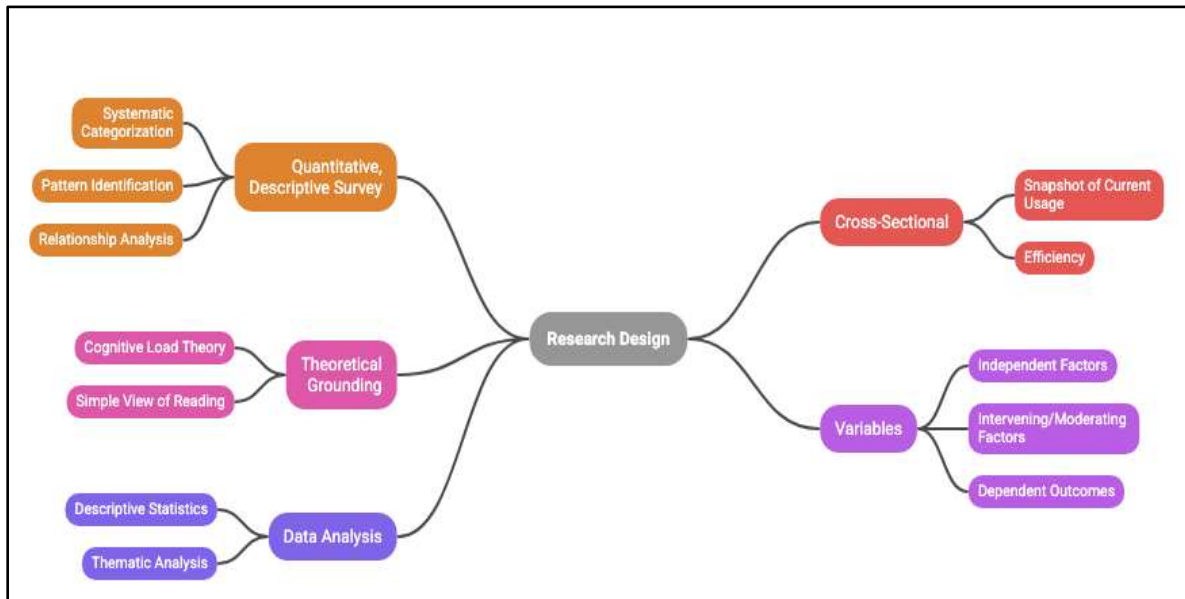 Systematic
Categorization
Pattern Identification
Relationship Analysis
Quantitative,
Descriptive Survey
Cognitive Load Theory
Simple View of Reading
Theoretical
Grounding
Descriptive Statistics
Thematic Analysis
Data Analysis
Research Design
Cross-Sectional
Snapshot of Current
Usage
Efficiency
Variables
Independent Factors
Intervening/Moderating
Factors
Dependent Outcomes